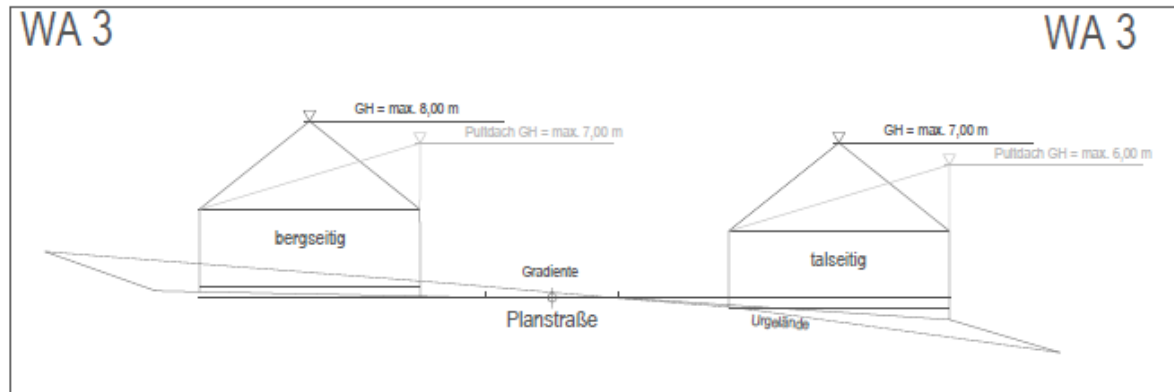 WA 3
WA 3
GH = max. 8,00 m
Pultdach GH = max. 7,00 m
GH = max. 7,00 m
Pultdach GH = max. 6,00 m
bergseitig
talseitig
Gradiente
Planstraße
Urgelände